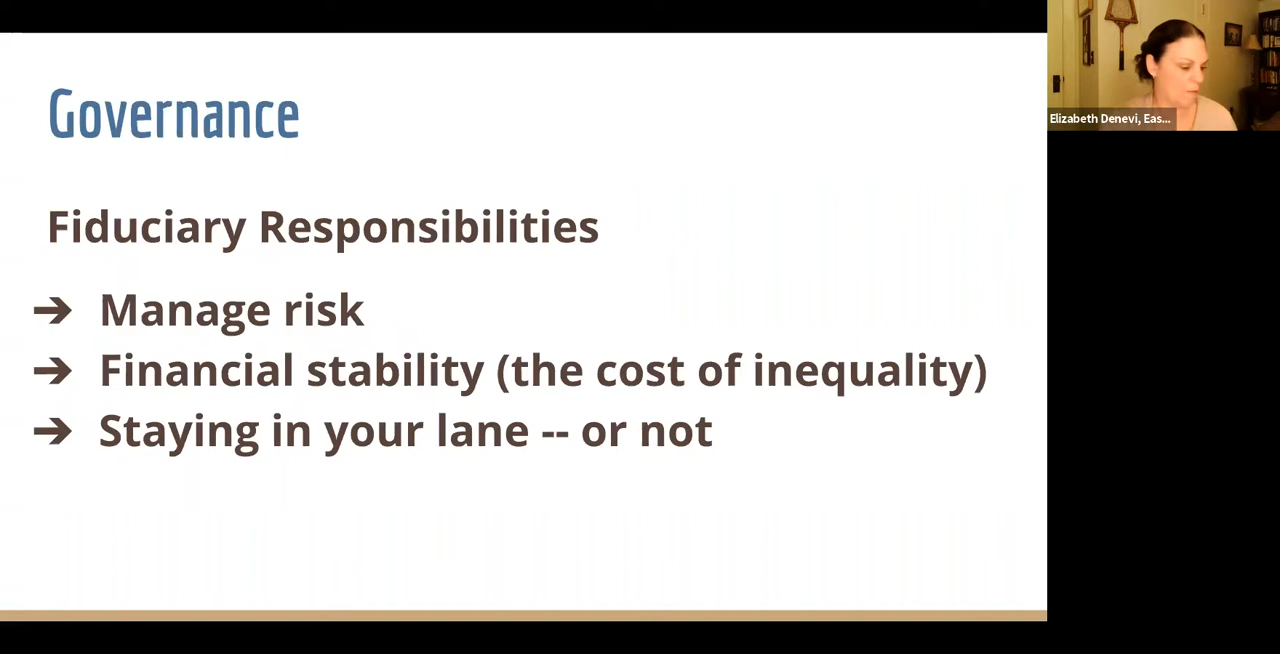 Governance
Fiduciary Responsibilities
➔ Manage risk
➔ Financial stability (the cost of inequality)
➔ Staying in your lane -- or not
Elizabeth Denevi, Eas...